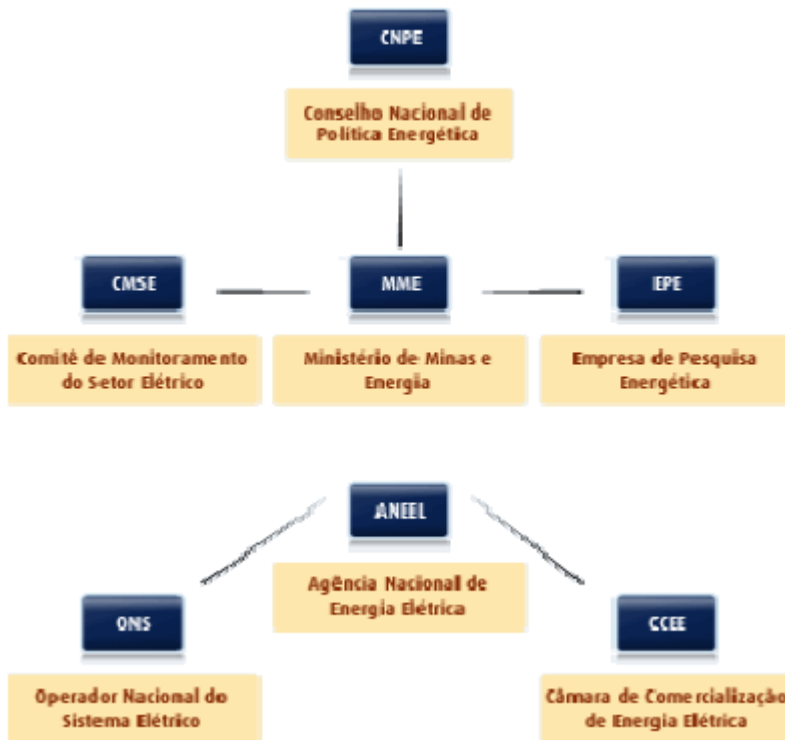 CNPE
Conselho Nacional de
Política Energética
CMSE
MME
EPE
Comitê de Monitoramento
do Setor Elétrico
Ministério de Minas e
Energia
Empresa de Pesquisa
Energética
ANEEL
Agência Nacional de
Energia Elétrica
ONS
CCEE
Operador Nacional do
Sistema Elétrico
Câmara de Comercialização
de Energia Elétrica